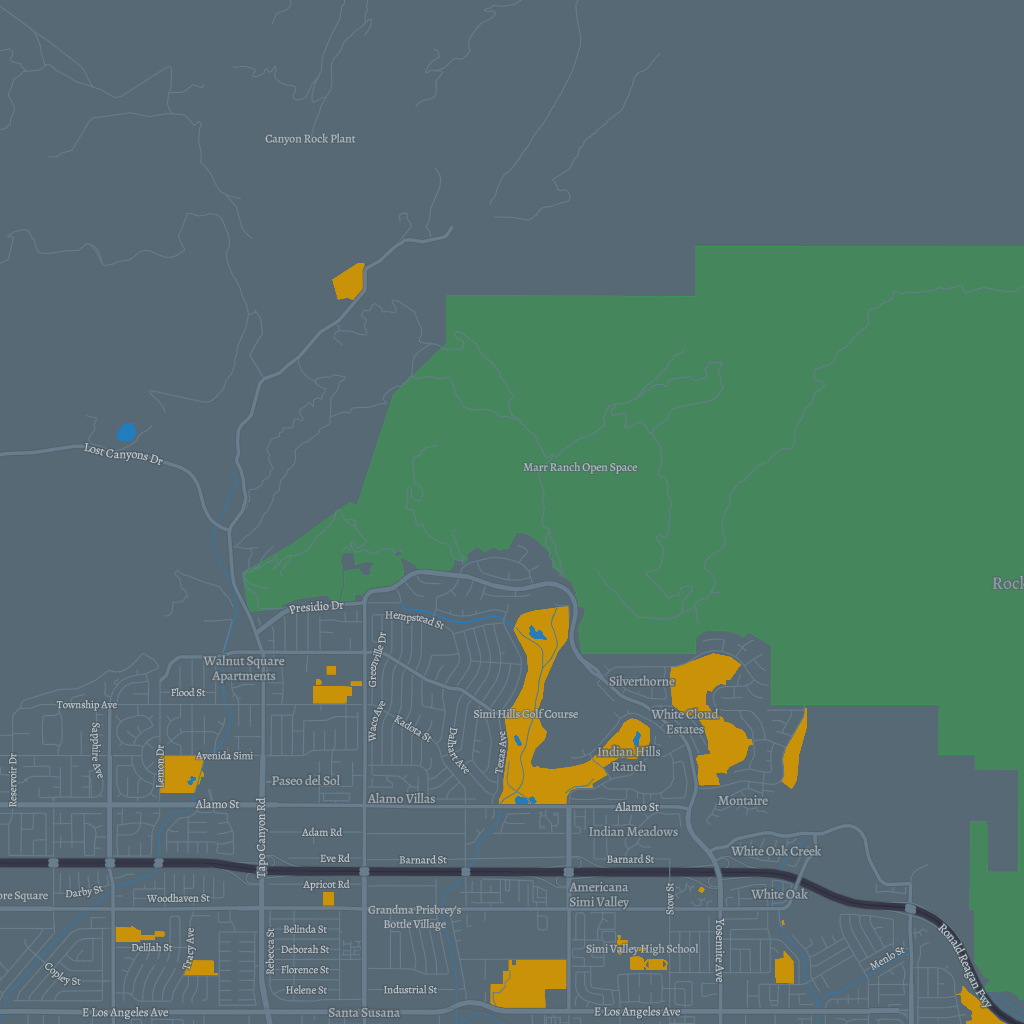 Canyon Rock Plant
Lost Canyons Dr
Marr Ranch Open Space
Rock
Presidio Dr
Hempstead St
Greenville Dr
Walnut Square
Apartments
Silverthorne
Flood St
Township Ave
Simi Hills Golf Course
White Cloud
Estates
Waco Ave
Kadota St
Dalhart Ave
Texas Ave
Sapphire Ave
Reservoir Dr
Lemon Dr
Avenida Simi
Indian Hills
Ranch
Paseo del Sol
Alamo St
Alamo Villas
Alamo St
Montaire
Tapo Canyon Rd
Adam Rd
Indian Meadows
Eve Rd
Barnard St
Barnard St
White Oak Creek
Apricot Rd
Darby St
ore Square
Woodhaven St
Americana
Simi Valley
Stow St
White Oak
Grandma Prisbrey's
Bottle Village
Belinda St
Tracy Ave
Rebecca St
Delilah St
Deborah St
Simi Valley High School
Yosemite Ave
Menlo St
Ronald Reagan Fwy
Copley St
Florence St
Helene St
Industrial St
E Los Angeles Ave
Santa Susana
E Los Angeles Ave